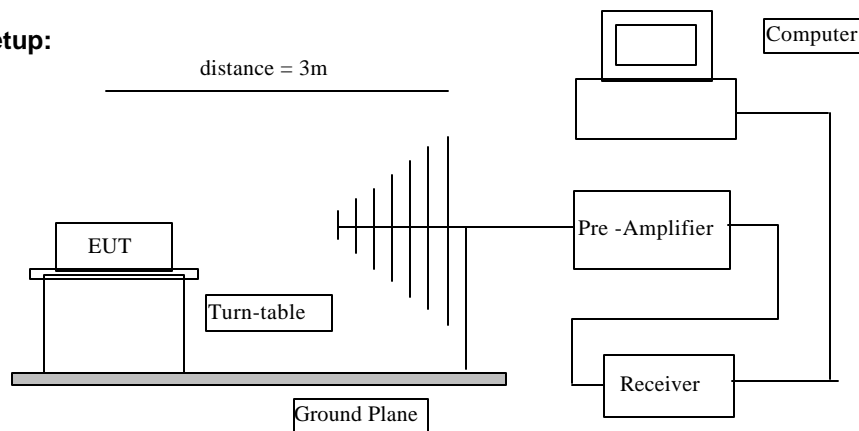 etup:
distance = 3m
Computer
EUT
Pre -Amplifier
Turn-table
Receiver
Ground Plane